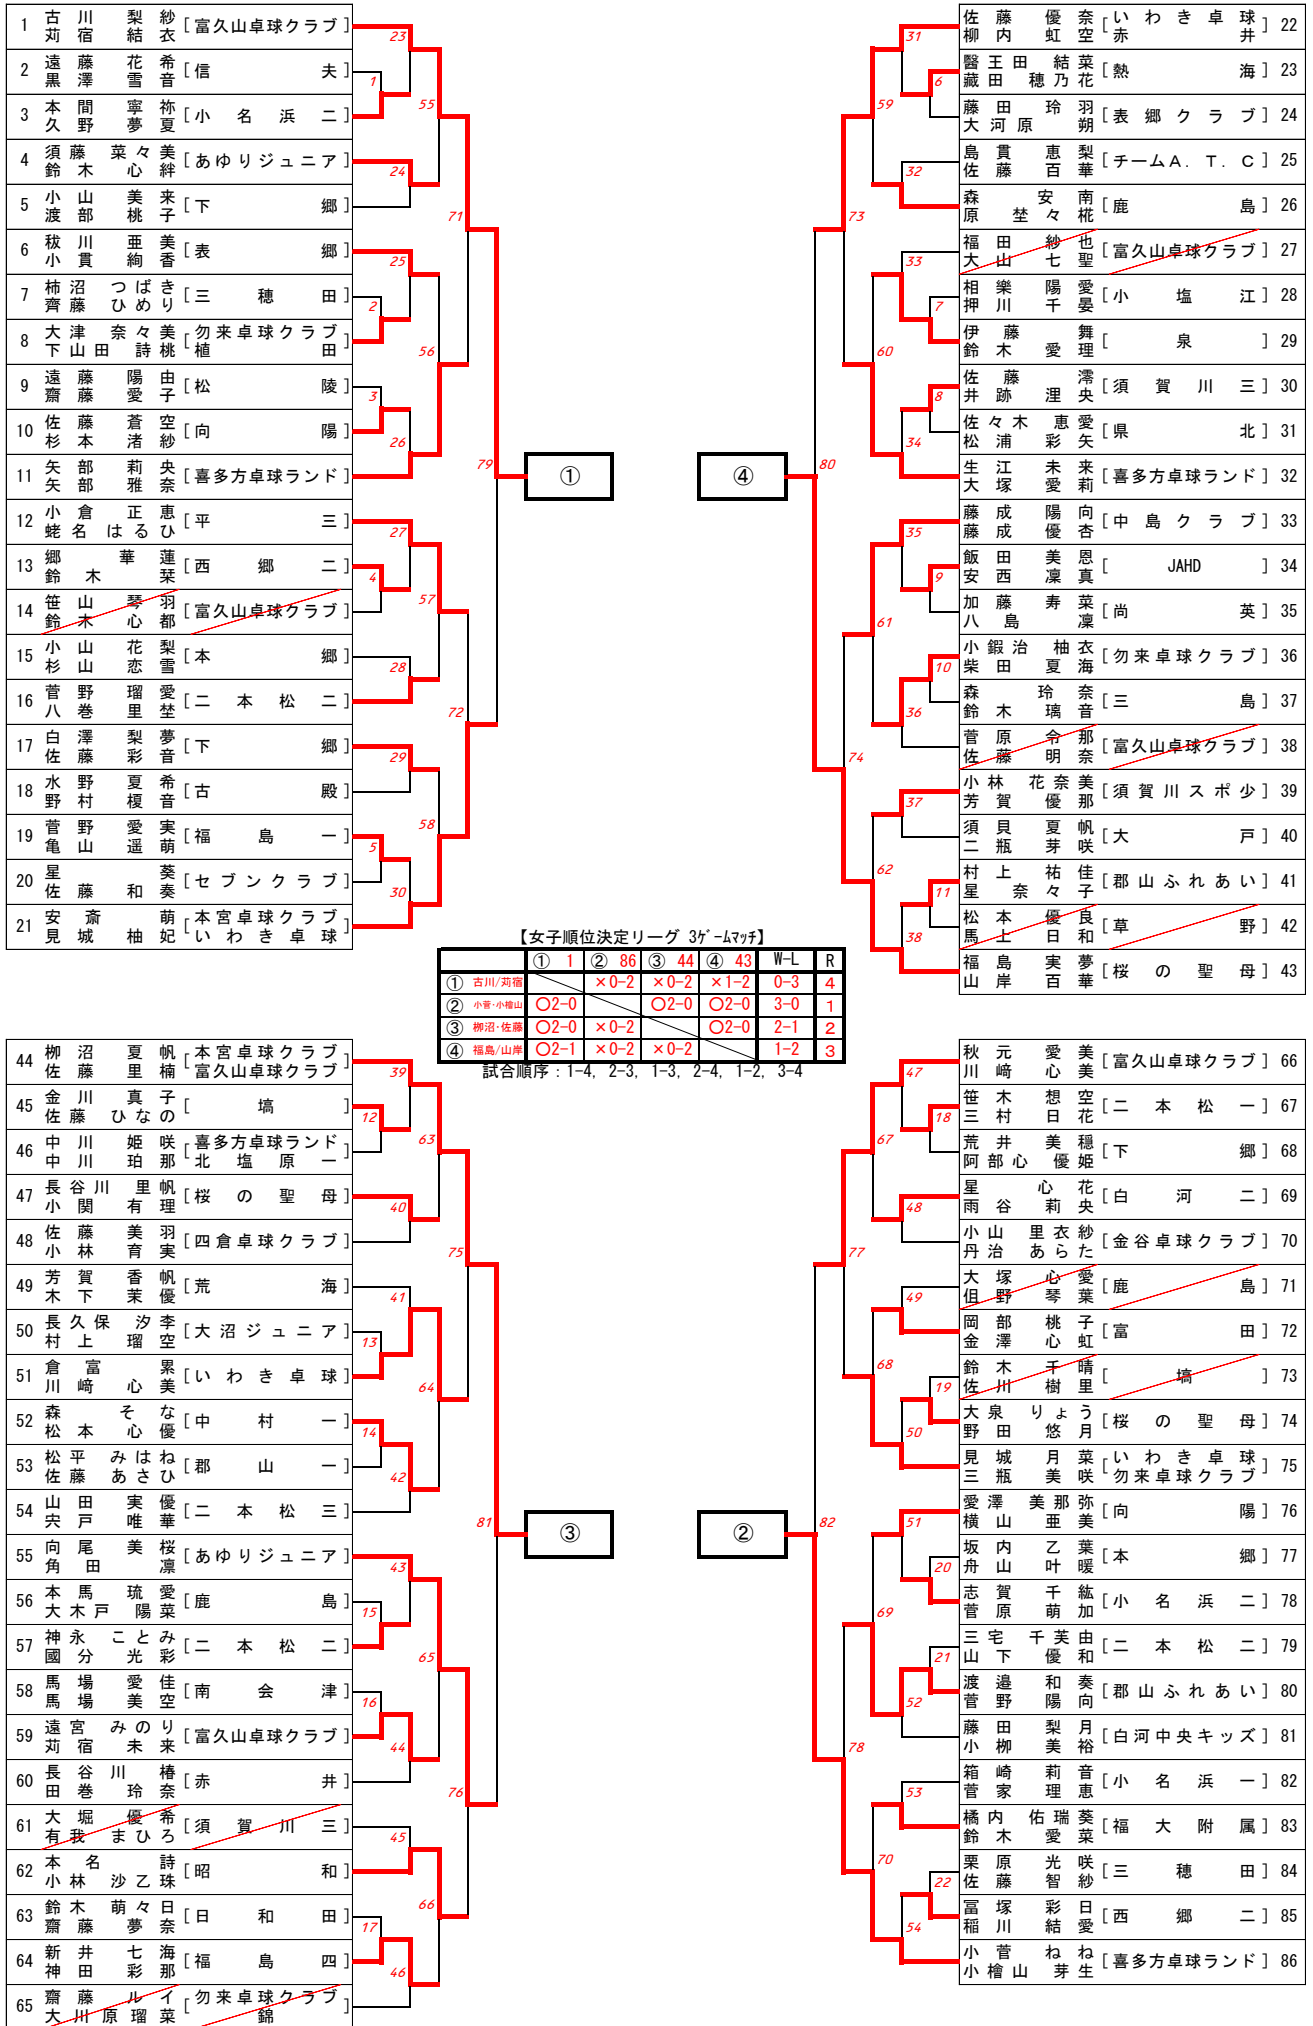 1 古川 梨紗 [富久山卓球クラブ]
苅宿 結衣
2 遠藤 花希 [信夫]
黒澤 雪音
3 本間 寧祢 [小名浜二]
久野 夢夏
4 須藤 菜々美 [あゆりジュニア]
鈴木 心絆
5 小山 美来 [下郷]
渡部 桃子
6 秡川 亜美 [表郷]
小貫 絢香
7 柿沼 つばき [三穂田]
齊藤 ひめり
8 大津 奈々美 [勿来卓球クラブ
下山田 詩桃 植田]
9 遠藤 陽由 [松陵]
齋藤 愛子
10 佐藤 蒼空 [向陽]
杉本 渚紗
11 矢部 莉央 [喜多方卓球ランド]
矢部 雅奈
12 小倉 正恵 [平三]
蛯名 はるひ
13 郷 華蓮 [西郷二]
鈴木 栞
14 笹山 琴羽 [富久山卓球クラブ]
鈴木 心都
15 小山 花梨 [本郷]
杉山 恋雪
16 菅野 瑠愛 [二本松二]
八巻 里埜
17 白澤 梨夢 [下郷]
佐藤 彩音
18 水野 夏希 [古殿]
野村 榎音
19 菅野 愛実 [福島一]
亀山 遥萌
20 星 葵 [セブンクラブ]
佐藤 和奏
21 安斎 萌 [本宮卓球クラブ
見城 柚妃 いわき卓球]
23
1
55
24
71
25
2
56
3
26
79
27
4
57
28
72
29
58
5
30
①
佐藤 優奈 [いわき卓球 22
柳内 虹空 赤井]
醫王田 結菜 [熱海] 23
藏田 穂乃花
藤田 玲羽 [表郷クラブ] 24
大河原 朔
島貫 恵梨 [チームA.T.C] 25
佐藤 百華
森 安南 [鹿島] 26
原 埜々椛
福田 紗也 [富久山卓球クラブ] 27
大山 七聖
相樂 陽愛 [小塩江] 28
押川 千晏
伊藤 舞 [泉] 29
鈴木 愛理
佐藤 澪 [須賀川三] 30
井跡 浬央
佐々木 恵愛 [県北] 31
松浦 彩矢
生江 未来 [喜多方卓球ランド] 32
大塚 愛莉
藤成 陽向 [中島クラブ] 33
藤成 優杏
飯田 美恩 [JAHD] 34
安西 凜真
加藤 寿菜 [尚英] 35
八島 凜
小鍜治 柚衣 [勿来卓球クラブ] 36
柴田 夏海
森 玲奈 [三島] 37
鈴木 璃音
菅原 令那 [富久山卓球クラブ] 38
佐藤 明奈
小林 花奈美 [須賀川スポ少] 39
芳賀 優那
須貝 夏帆 [大戸] 40
二瓶 芽咲
村上 祐佳 [郡山ふれあい] 41
星 奈々子
松本 優良 [草野] 42
馬上 日和
福島 実夢 [桜の聖母] 43
山岸 百華
31
6
59
32
73
33
7
60
8
34
80
35
9
61
10
36
74
37
62
11
38
④
【女子順位決定リーグ 3ゲームマッチ】
① 1 ② 86 ③ 44 ④ 43 W-L R
① 古川/苅宿 ×0-2 ×0-2 ×1-2 0-3 4
② 小菅・小檜山 ○2-0 ○2-0 ○2-0 3-0 1
③ 柳沼・佐藤 ○2-0 ×0-2 ○2-0 2-1 2
④ 福島/山岸 ○2-1 ×0-2 ×0-2 1-2 3
試合順序:1-4, 2-3, 1-3, 2-4, 1-2, 3-4
44 栁沼 夏帆 [本宮卓球クラブ
佐藤 里楠 富久山卓球クラブ]
45 金川 真子 [塙]
佐藤 ひなの
46 中川 姫咲 [喜多方卓球ランド
中川 珀那 北塩原一]
47 長谷川 里帆 [桜の聖母]
小関 有理
48 佐藤 美羽 [四倉卓球クラブ]
小林 育実
49 芳賀 香帆 [荒海]
木下 茉優
50 長久保 汐李 [大沼ジュニア]
村上 瑠空
51 倉富 累 [いわき卓球]
川﨑 心美
52 森 そな [中村一]
松本 心優
53 松平 みはね [郡山一]
佐藤 あさひ
54 山田 実優 [二本松三]
宍戸 唯華
55 向尾 美桜 [あゆりジュニア]
角田 凛
56 本馬 琉愛 [鹿島]
大木戸 陽菜
57 神永 ことみ [二本松二]
國分 光彩
58 馬場 愛佳 [南会津]
馬場 美空
59 遠宮 みのり [富久山卓球クラブ]
苅宿 未来
60 長谷川 椿 [赤井]
田巻 玲奈
61 大堀 優希 [須賀川三]
有我 まひろ
62 本名 詩 [昭和]
小林 沙乙珠
63 鈴木 萌々日 [日和田]
齋藤 夢奈
64 新井 七海 [福島四]
神田 彩那
65 齋藤 ルイ [勿来卓球クラブ
大川原 瑠菜 錦]
39
12
63
40
75
41
13
64
14
42
81
43
15
65
16
44
76
45
66
17
46
③
秋元 愛美 [富久山卓球クラブ] 66
川﨑 心美
笹木 想空 [二本松一] 67
三村 日花
荒井 美穏 [下郷] 68
阿部心 優姫
星 心花 [白河二] 69
雨谷 莉央
小山 里衣紗 [金谷卓球クラブ] 70
丹治 あらた
大塚 心愛 [鹿島] 71
但野 琴葉
岡部 桃子 [富田] 72
金澤 心虹
鈴木 千晴 [塙] 73
佐川 樹里
大泉 りょう [桜の聖母] 74
野田 悠月
見城 月菜 [いわき卓球 75
三瓶 美咲 勿来卓球クラブ]
愛澤 美那弥 [向陽] 76
横山 亜美
坂内 乙葉 [本郷] 77
舟山 叶暖
志賀 千紘 [小名浜二] 78
菅原 萌加
三宅 千芙由 [二本松二] 79
山下 優和
渡邉 和奏 [郡山ふれあい] 80
菅野 陽向
藤田 梨月 [白河中央キッズ] 81
小栁 美裕
箱崎 莉音 [小名浜一] 82
菅家 理恵
橘内 佑瑞葵 [福大附属] 83
鈴木 愛菜
栗原 光咲 [三穂田] 84
佐藤 智紗
冨塚 彩日 [西郷二] 85
稲川 結愛
小菅 ねね [喜多方卓球ランド] 86
小檜山 芽生
47
18
67
48
77
49
68
19
50
82
51
20
69
21
52
78
53
70
22
54
②